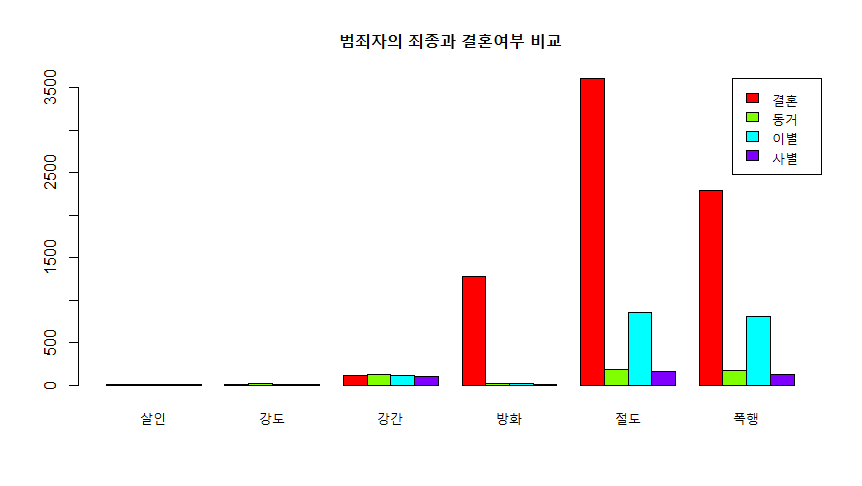 범죄자의 죄종과 결혼여부 비교
3500
2500
1500
500
0
결혼
동거
이별
사별
살인
강도
강간
방화
절도
폭행